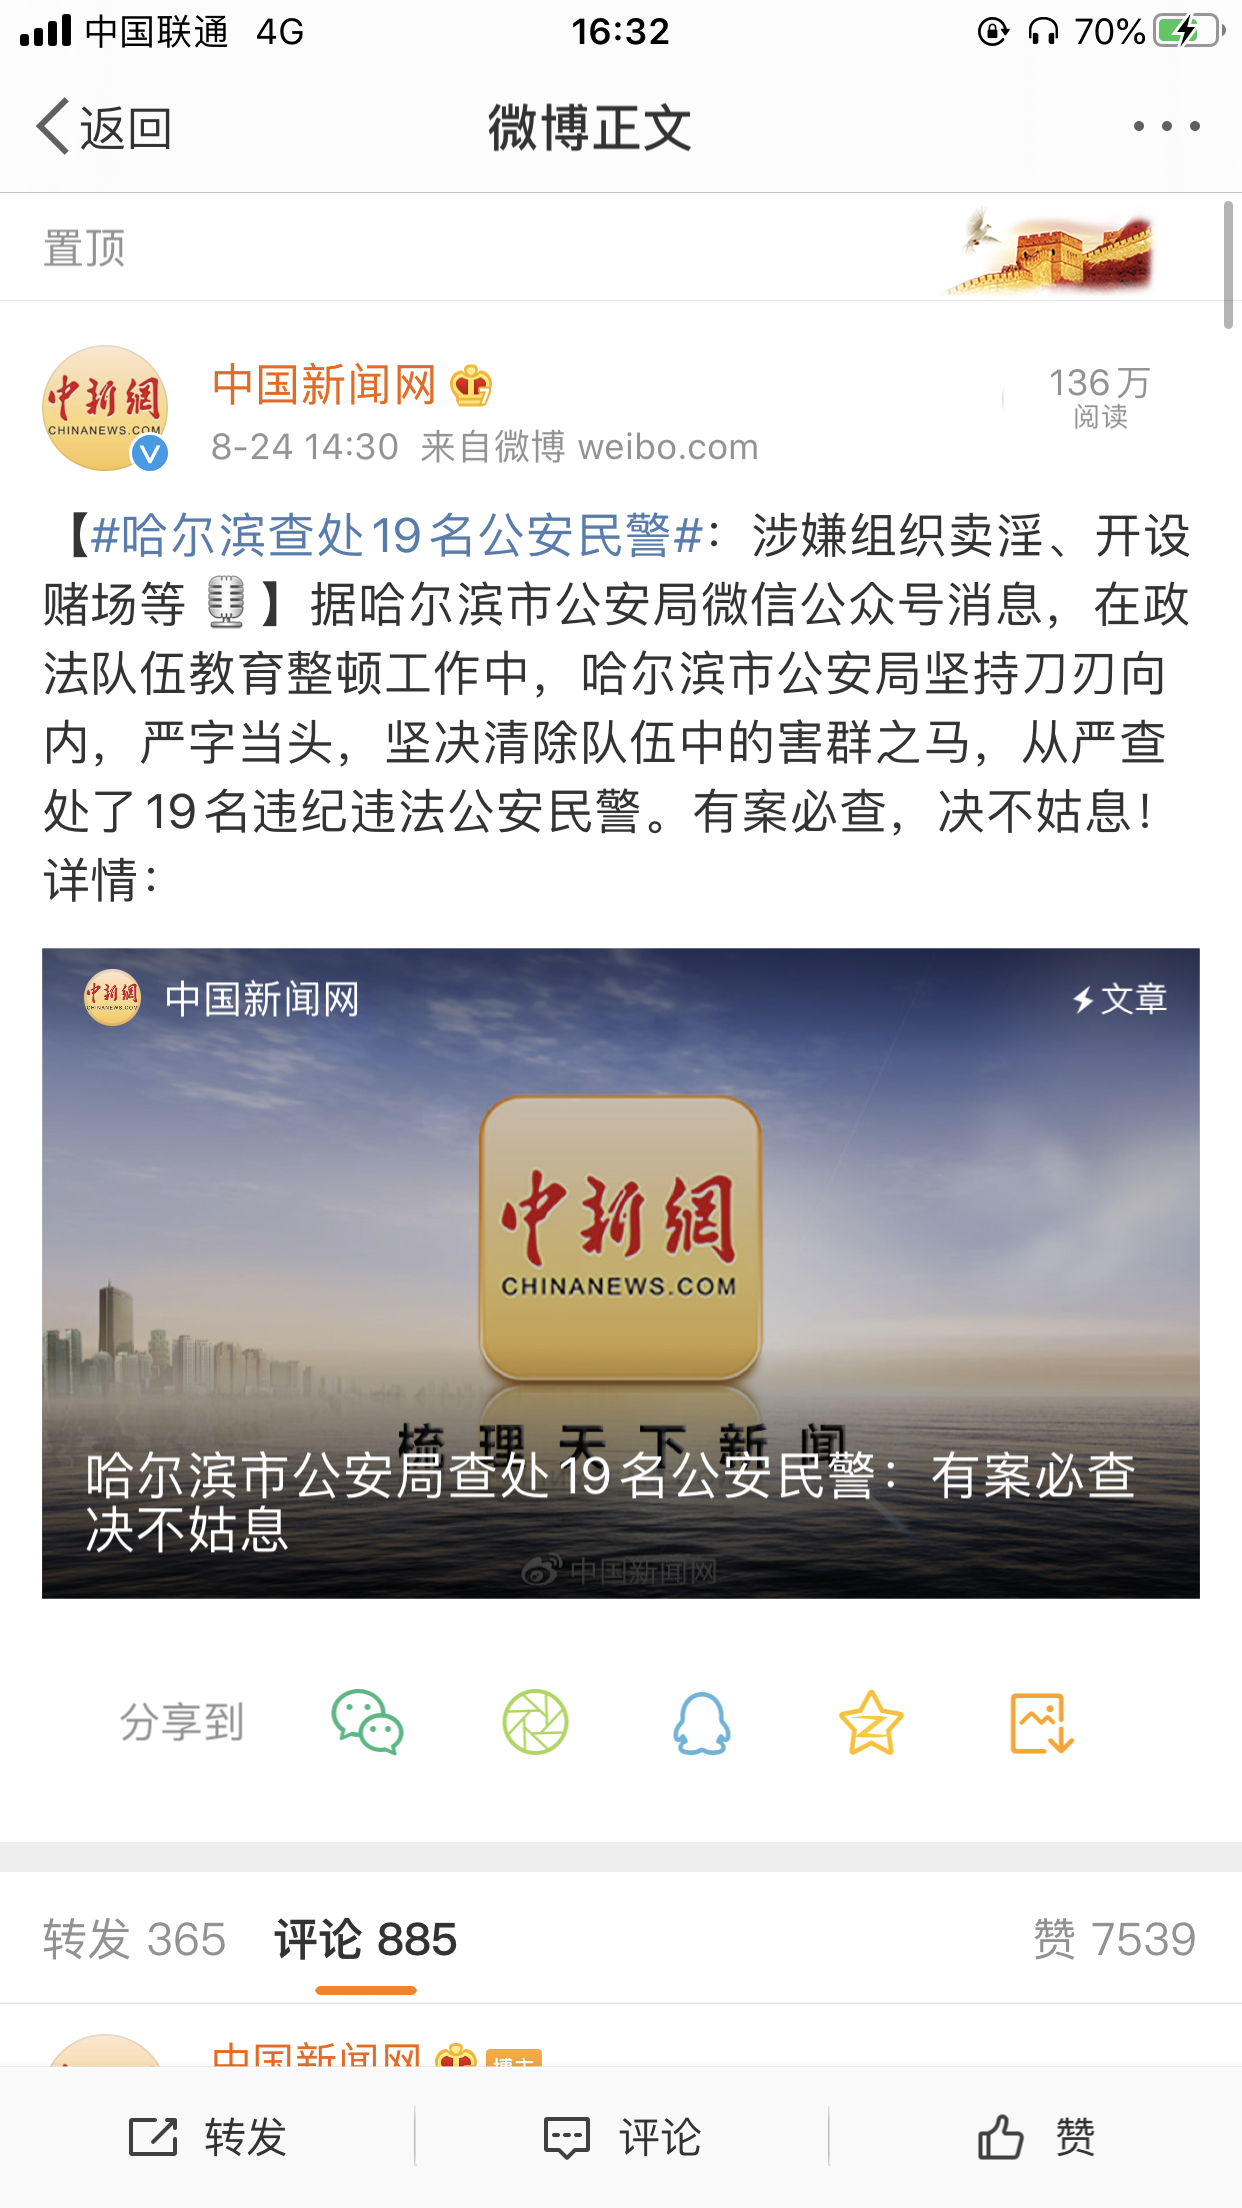 中国联通 4G 16:32 70%
返回 微博正文
置顶
中新網
CHINANEWS.COM
中国新闻网 7
136万
阅读
8-24 14:30 来自微博 weibo.com
【#哈尔滨查处19名公安民警#：涉嫌组织卖淫、开设
赌场等🎙️】据哈尔滨市公安局微信公众号消息，在政
法队伍教育整顿工作中，哈尔滨市公安局坚持刀刃向
内，严字当头，坚决清除队伍中的害群之马，从严查
处了19名违纪违法公安民警。有案必查，决不姑息！
详情：
中新網
CHINANEWS.COM
中国新闻网 文章
中新網
CHINANEWS.COM
梳理天下新闻
哈尔滨市公安局查处19名公安民警：有案必查
决不姑息
中国新闻网
分享到
转发 365 评论 885 赞 7539
中国新闻网 博主
转发 评论 赞